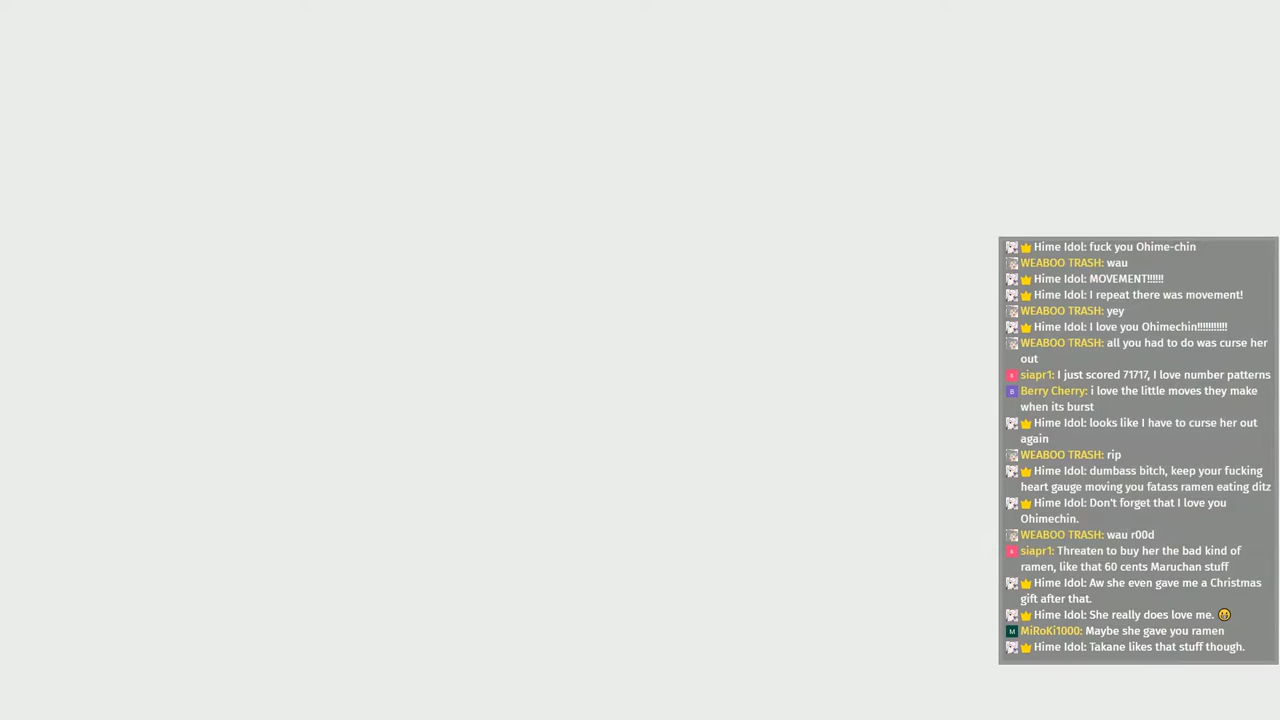 Hime Idol: fuck you Ohime-chin
WEABOO TRASH: wau
Hime Idol: MOVEMENT!!!!!!
Hime Idol: I repeat there was movement!
WEABOO TRASH: yey
Hime Idol: I love you Ohimechin!!!!!!!!!!!
WEABOO TRASH: all you had to do was curse her
out
siapr1: I just scored 71717, I love number patterns
Berry Cherry: i love the little moves they make
when its burst
Hime Idol: looks like I have to curse her out
again
WEABOO TRASH: rip
Hime Idol: dumbass bitch, keep your fucking
heart gauge moving you fatass ramen eating ditz
Hime Idol: Don't forget that I love you
Ohimechin.
WEABOO TRASH: wau r00d
siapr1: Threaten to buy her the bad kind of
ramen, like that 60 cents Maruchan stuff
Hime Idol: Aw she even gave me a Christmas
gift after that.
Hime Idol: She really does love me.
MiRoKi1000: Maybe she gave you ramen
Hime Idol: Takane likes that stuff though.